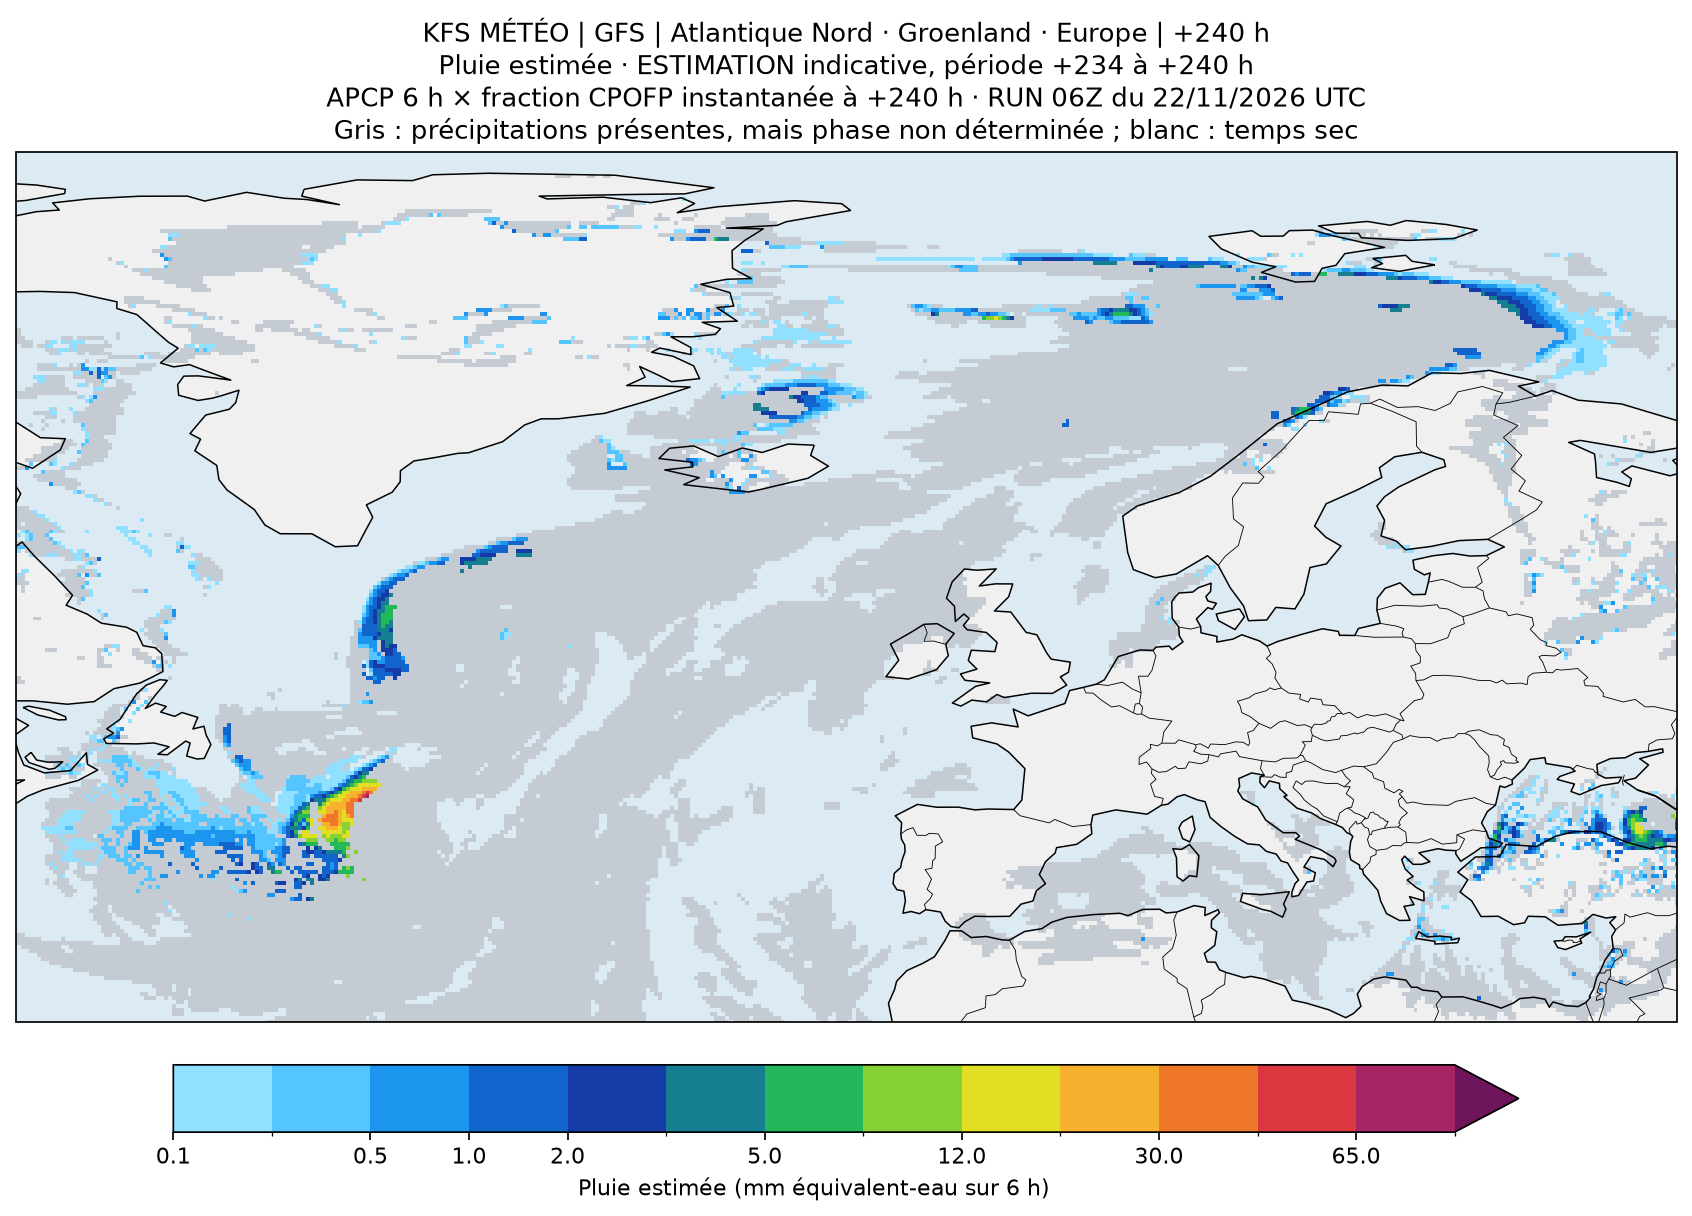 KFS MÉTÉO | GFS | Atlantique Nord · Groenland · Europe | +240 h
Pluie estimée · ESTIMATION indicative, période +234 à +240 h
APCP 6 h × fraction CPOFP instantanée à +240 h · RUN 06Z du 22/11/2026 UTC
Gris : précipitations présentes, mais phase non déterminée ; blanc : temps sec
0.1 0.5 1.0 2.0 5.0 12.0 30.0 65.0
Pluie estimée (mm équivalent-eau sur 6 h)